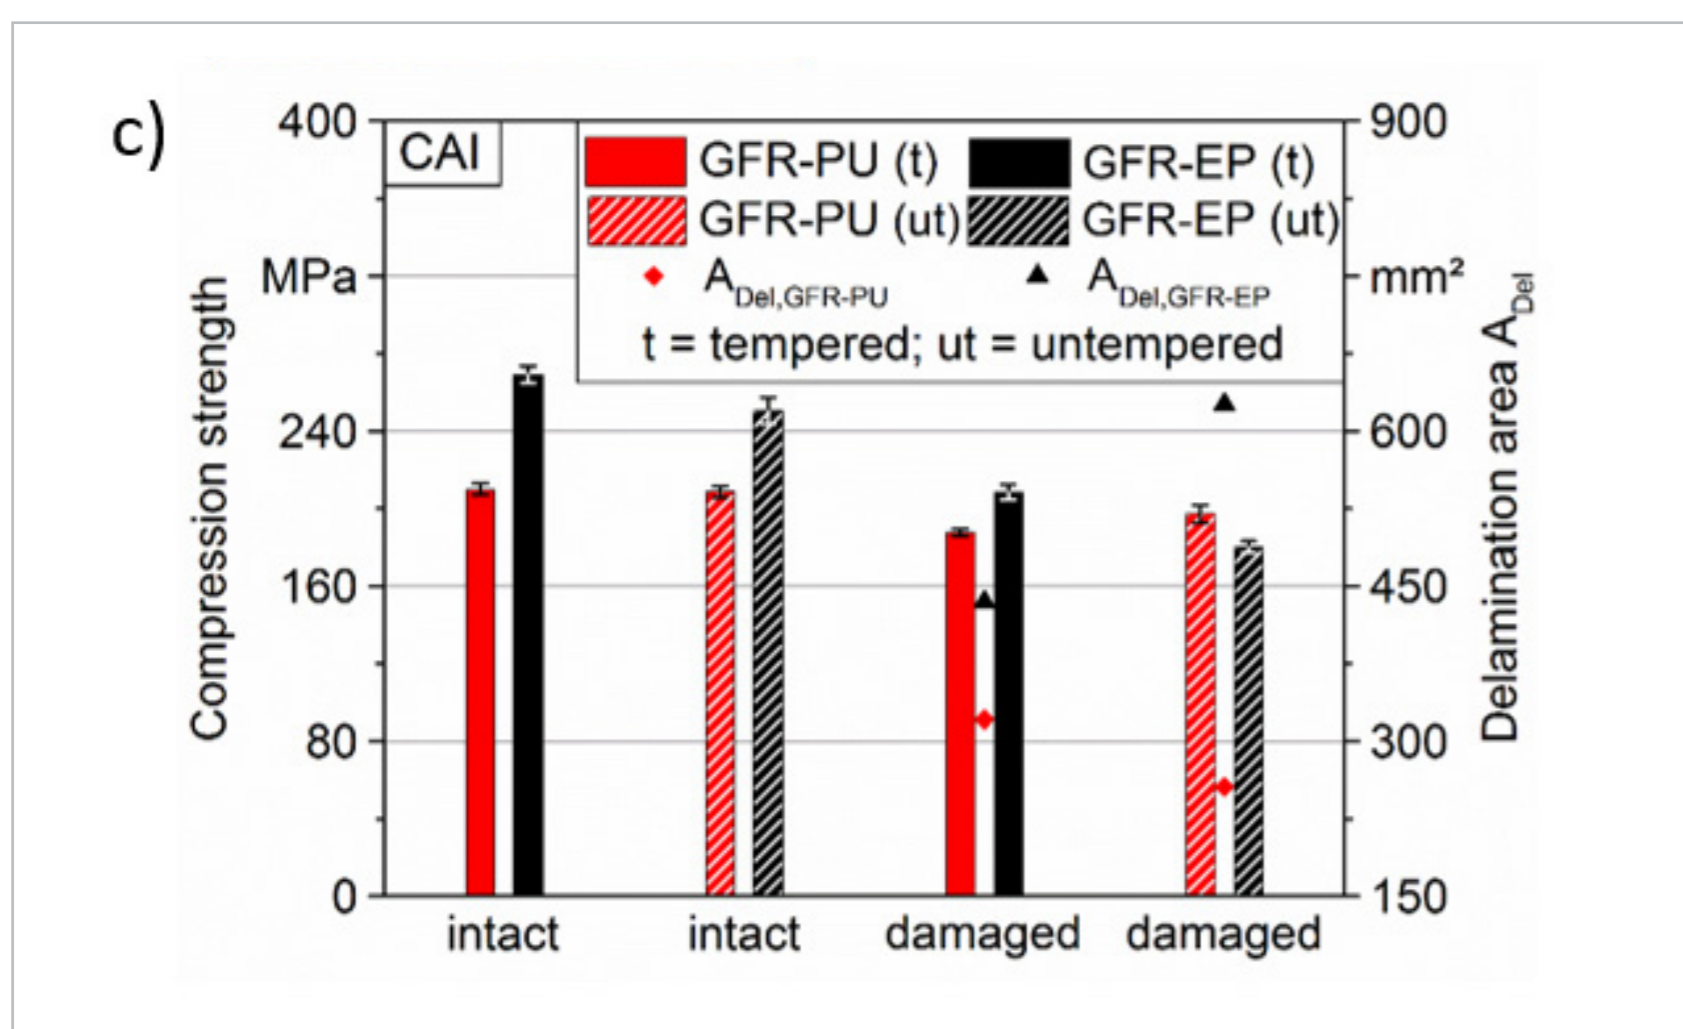 c)
CAI
GFR-PU (t)
GFR-EP (t)
GFR-PU (ut)
GFR-EP (ut)
A_Del,GFR-PU
A_Del,GFR-EP
t = tempered; ut = untempered
Compression strength
400
MPa
240
160
80
0
900
mm²
600
450
300
150
Delamination area A_Del
intact
intact
damaged
damaged